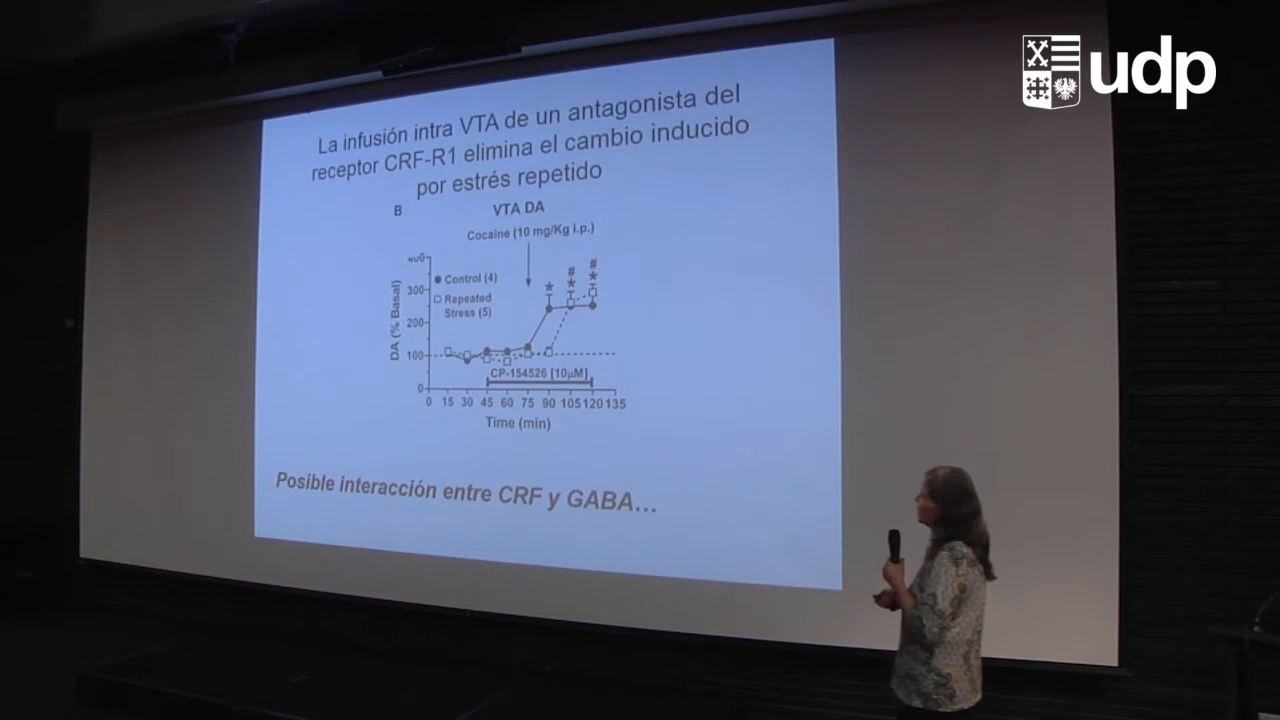 udp
La infusión intra VTA de un antagonista del
receptor CRF-R1 elimina el cambio inducido
por estrés repetido
B
VTA DA
Cocaine (10 mg/Kg i.p.)
400
Control (4)
Repeated
Stress (5)
300
200
100
0
DA (% Basal)
* # * # *
CP-154526 [10µM]
0 15 30 45 60 75 90 105 120 135
Time (min)
Posible interacción entre CRF y GABA...